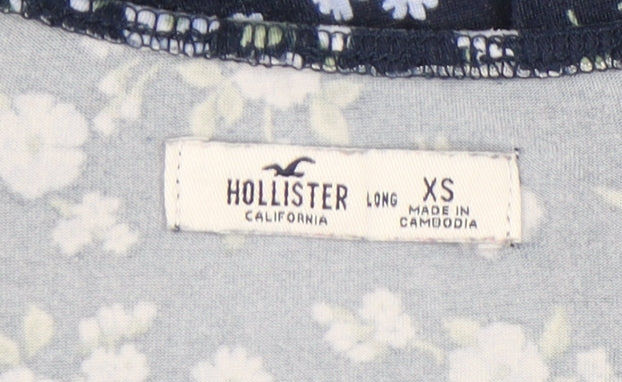 HOLLISTER
CALIFORNIA
LONG
XS
MADE IN
CAMBODIA